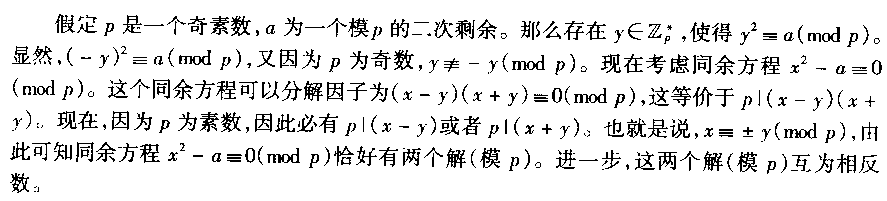 假定 p 是一个奇素数,a 为一个模 p 的二次剩余。那么存在 y∈ℤₚ*,使得 y²≡a(mod p)。
显然,(-y)²≡a(mod p),又因为 p 为奇数,y≢-y(mod p)。现在考虑同余方程 x²-a≡0
(mod p)。这个同余方程可以分解因子为(x-y)(x+y)≡0(mod p),这等价于 p|(x-y)(x+
y)。现在,因为 p 为素数,因此必有 p|(x-y)或者 p|(x+y)。也就是说,x≡±y(mod p),由
此可知同余方程 x²-a≡0(mod p)恰好有两个解(模 p)。进一步,这两个解(模 p)互为相反
数。